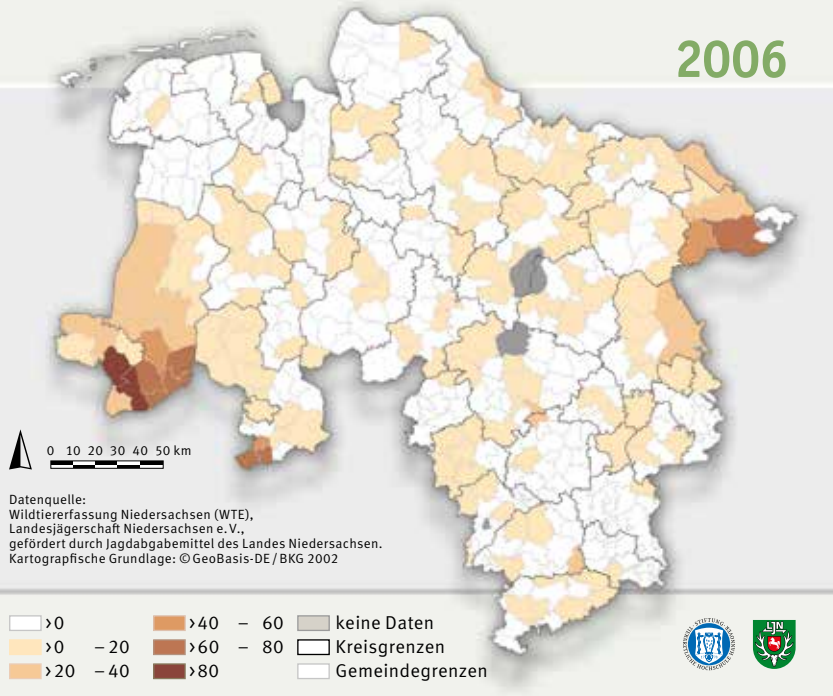 2006
0 10 20 30 40 50 km
Datenquelle:
Wildtiererfassung Niedersachsen (WTE),
Landesjägerschaft Niedersachsen e.V.,
gefördert durch Jagdabgabemittel des Landes Niedersachsen.
Kartografische Grundlage: © GeoBasis-DE / BKG 2002
>0
>0 – 20
>20 – 40
>40 – 60
>60 – 80
>80
keine Daten
Kreisgrenzen
Gemeindegrenzen
LJN